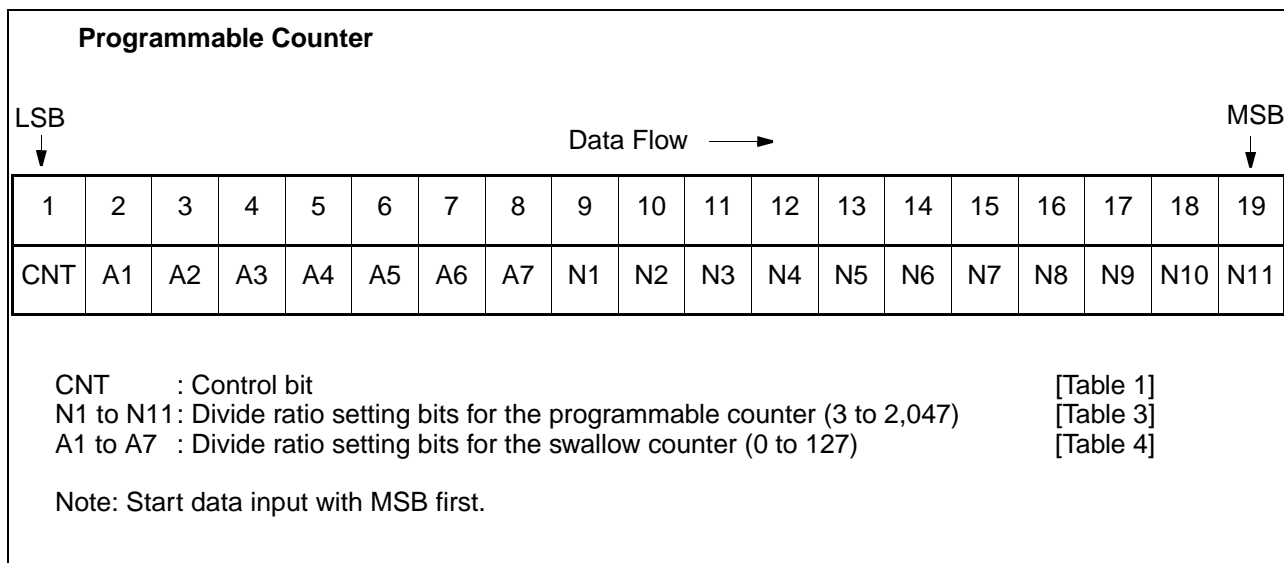 Programmable Counter
LSB
MSB
Data Flow
1 2 3 4 5 6 7 8 9 10 11 12 13 14 15 16 17 18 19
CNT A1 A2 A3 A4 A5 A6 A7 N1 N2 N3 N4 N5 N6 N7 N8 N9 N10 N11
CNT : Control bit [Table 1]
N1 to N11 : Divide ratio setting bits for the programmable counter (3 to 2,047) [Table 3]
A1 to A7 : Divide ratio setting bits for the swallow counter (0 to 127) [Table 4]
Note: Start data input with MSB first.